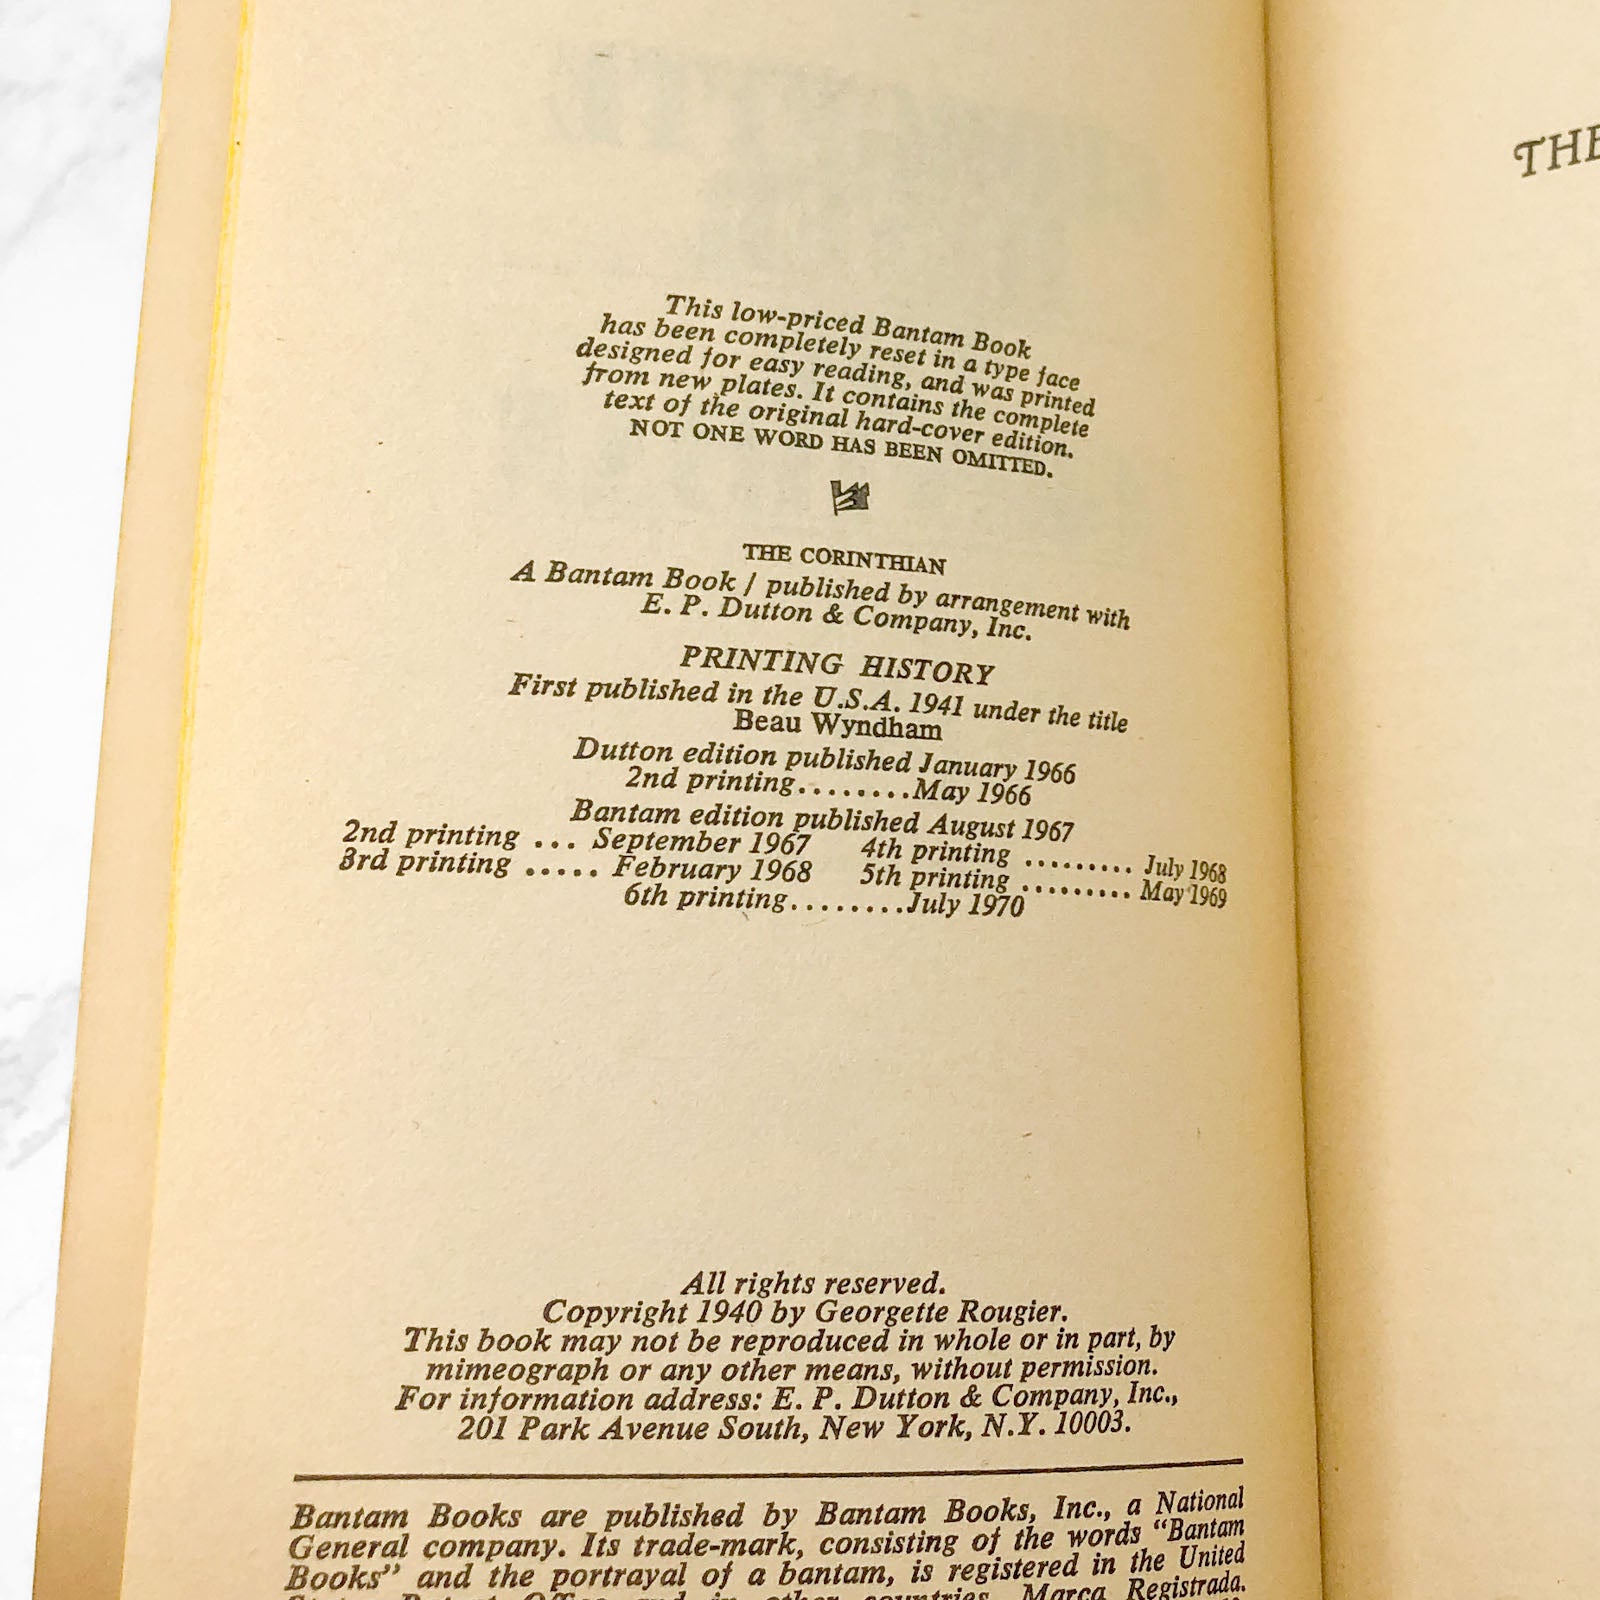 This low-priced Bantam Book
has been completely reset in a type face
designed for easy reading, and was printed
from new plates. It contains the complete
text of the original hard-cover edition.
NOT ONE WORD HAS BEEN OMITTED.
THE CORINTHIAN
A Bantam Book / published by arrangement with
E. P. Dutton & Company, Inc.
PRINTING HISTORY
First published in the U.S.A. 1941 under the title
Beau Wyndham
Dutton edition published January 1966
2nd printing........May 1966
Bantam edition published August 1967
2nd printing ... September 1967 4th printing ......... July 1968
3rd printing ..... February 1968 5th printing ......... May 1969
6th printing........July 1970
All rights reserved.
Copyright 1940 by Georgette Rougier.
This book may not be reproduced in whole or in part, by
mimeograph or any other means, without permission.
For information address: E. P. Dutton & Company, Inc.,
201 Park Avenue South, New York, N.Y. 10003.
Bantam Books are published by Bantam Books, Inc., a National
General company. Its trade-mark, consisting of the words "Bantam
Books" and the portrayal of a bantam, is registered in the United
and in other countries. Marca Registrada.
THE